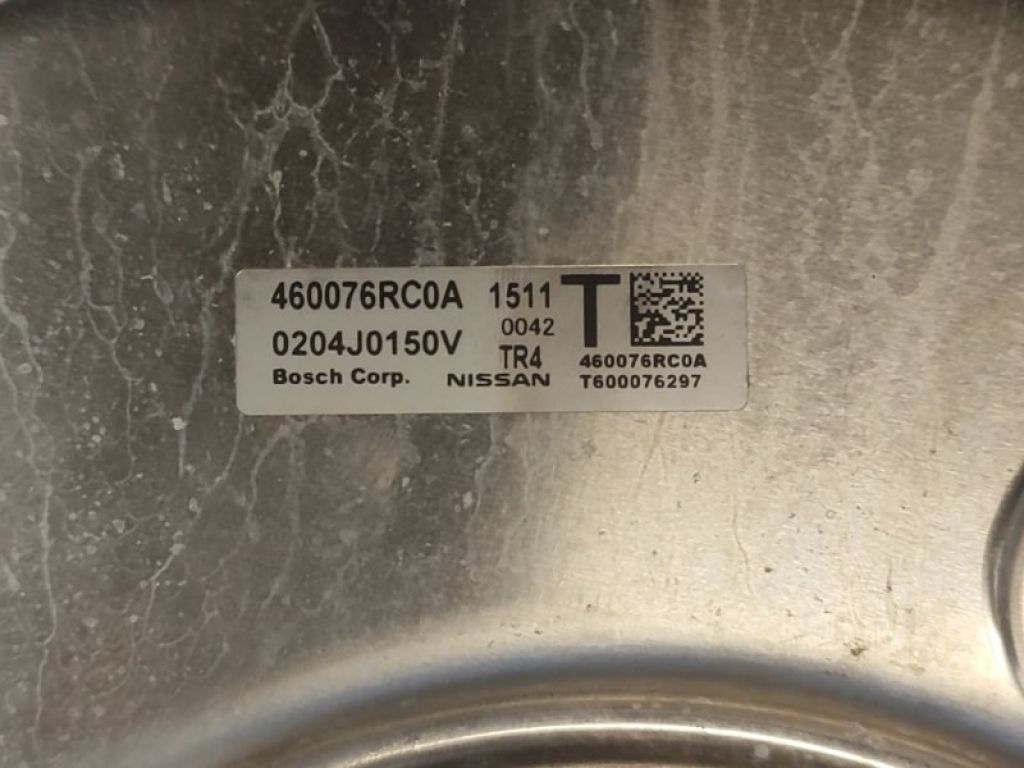 460076RC0A 1511 T
0042
0204J0150V TR4 460076RC0A
Bosch Corp. NISSAN T600076297